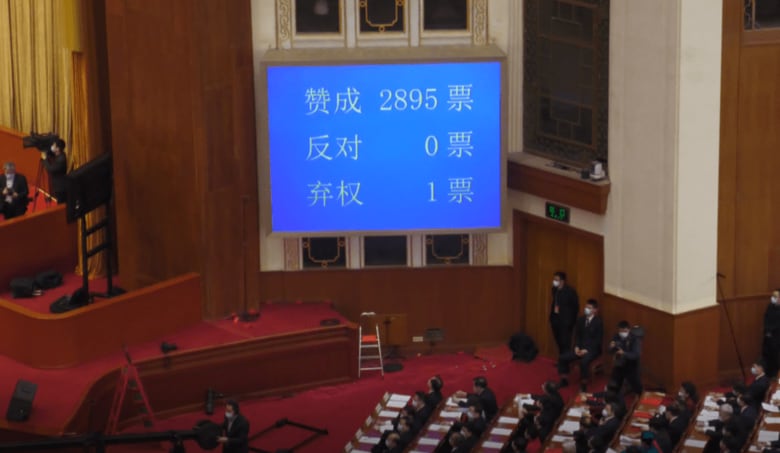 赞成 2895 票
反对 0 票
弃权 1 票